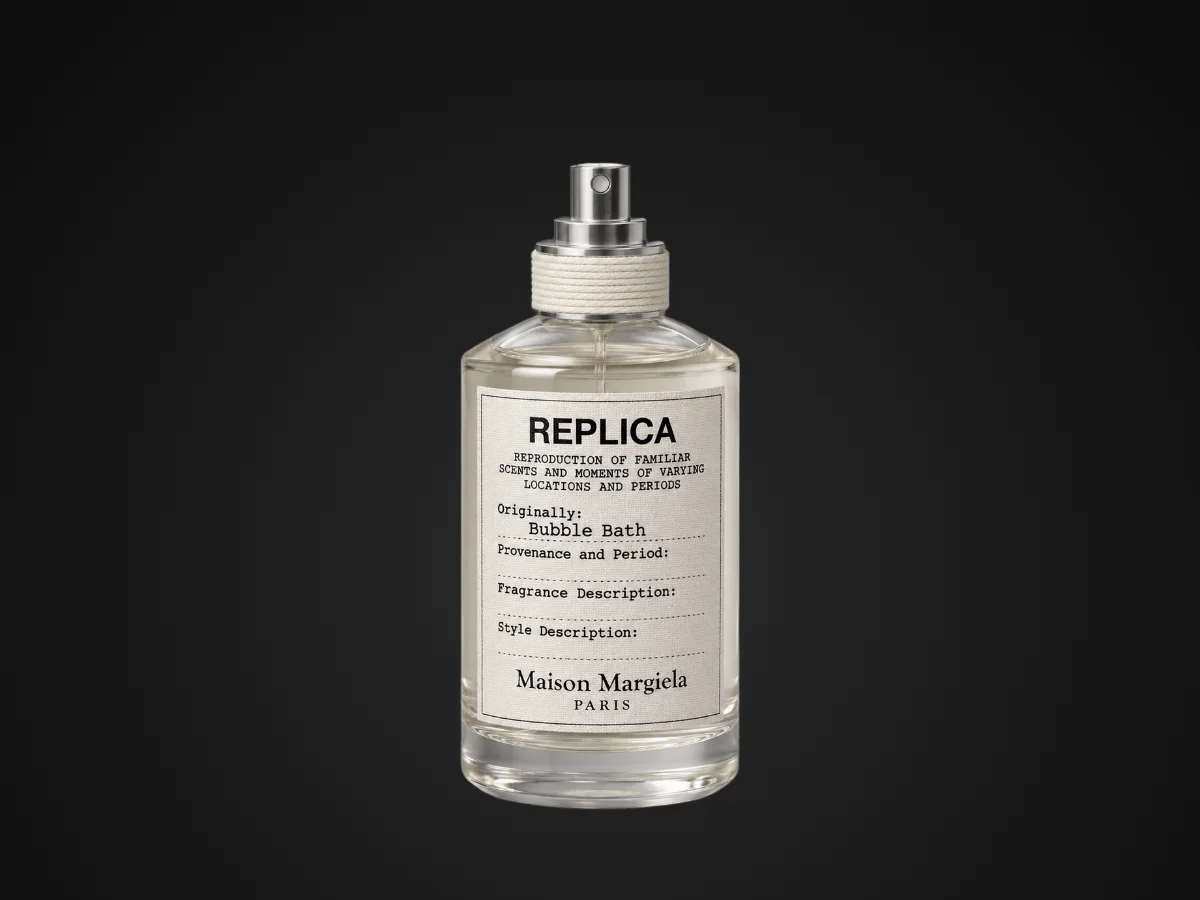 REPLICA
REPRODUCTION OF FAMILIAR
SCENTS AND MOMENTS OF VARYING
LOCATIONS AND PERIODS
Originally:
Bubble Bath
Provenance and Period:
Fragrance Description:
Style Description:
Maison Margiela
PARIS